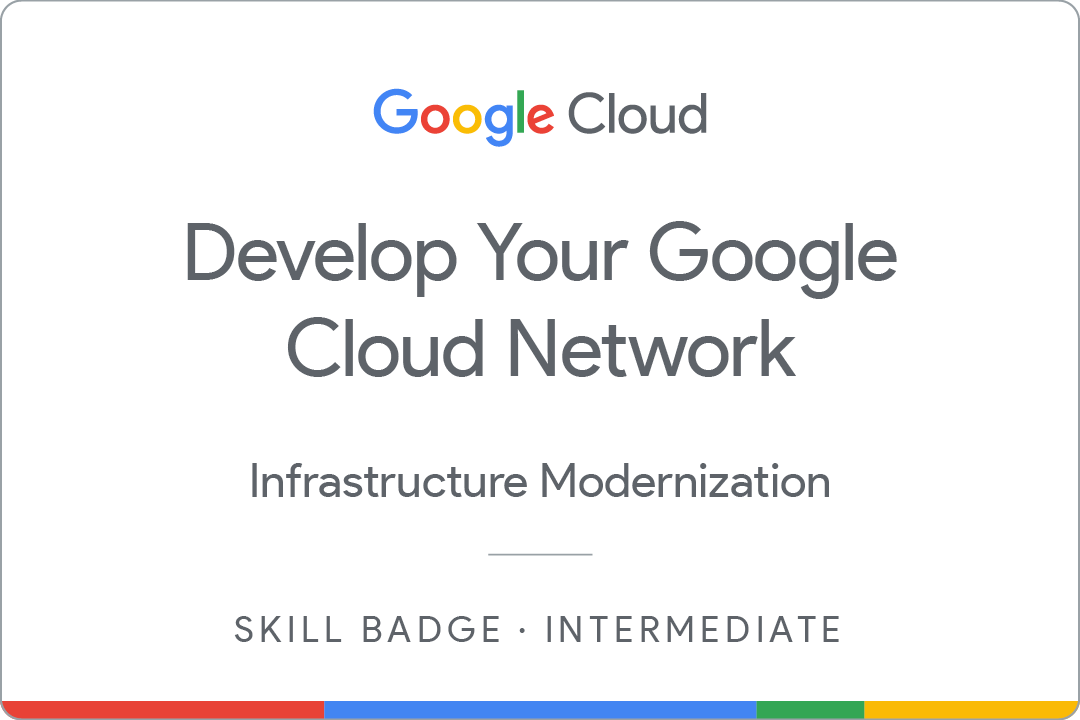 Google Cloud
Develop Your Google
Cloud Network
Infrastructure Modernization
SKILL BADGE · INTERMEDIATE